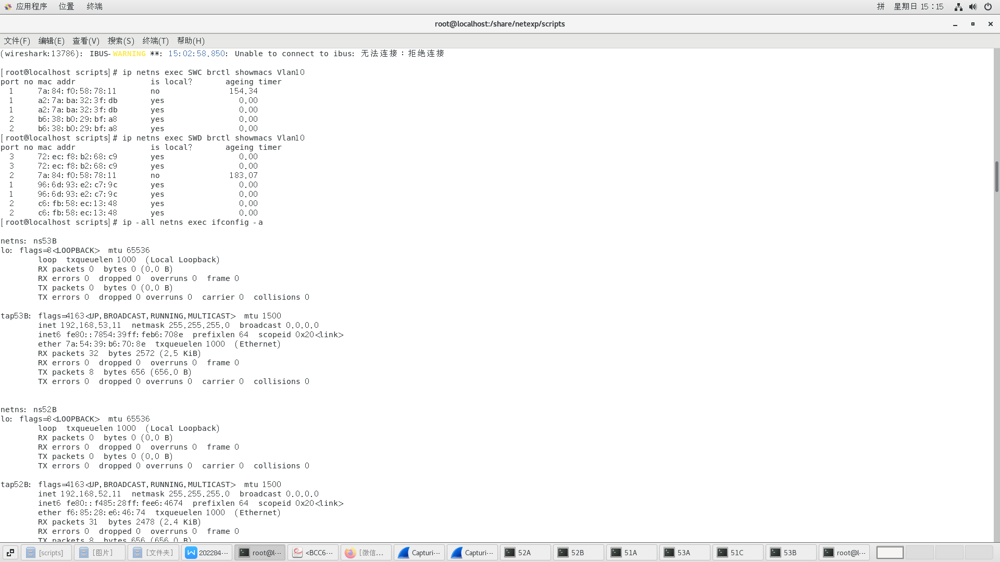 应用程序 位置 终端 拼 星期日 15：15
root@localhost:/share/netexp/scripts
文件(F) 编辑(E) 查看(V) 搜索(S) 终端(T) 帮助(H)
(wireshark:13786): IBUS-WARNING **: 15:02:58.850: Unable to connect to ibus: 无法连接：拒绝连接
[root@localhost scripts]# ip netns exec SWC brctl showmacs Vlan10
port no mac addr is local? ageing timer
1 7a:84:f0:58:78:11 no 154.34
1 a2:7a:ba:32:3f:db yes 0.00
1 a2:7a:ba:32:3f:db yes 0.00
2 b6:38:b0:29:bf:a8 yes 0.00
2 b6:38:b0:29:bf:a8 yes 0.00
[root@localhost scripts]# ip netns exec SWD brctl showmacs Vlan10
port no mac addr is local? ageing timer
3 72:ec:f8:b2:68:c9 yes 0.00
3 72:ec:f8:b2:68:c9 yes 0.00
2 7a:84:f0:58:78:11 no 183.07
1 96:6d:93:e2:c7:9c yes 0.00
1 96:6d:93:e2:c7:9c yes 0.00
2 c6:fb:58:ec:13:48 yes 0.00
2 c6:fb:58:ec:13:48 yes 0.00
[root@localhost scripts]# ip -all netns exec ifconfig -a
netns: ns53B
lo: flags=8<LOOPBACK> mtu 65536
loop txqueuelen 1000 (Local Loopback)
RX packets 0 bytes 0 (0.0 B)
RX errors 0 dropped 0 overruns 0 frame 0
TX packets 0 bytes 0 (0.0 B)
TX errors 0 dropped 0 overruns 0 carrier 0 collisions 0
tap53B: flags=4163<UP,BROADCAST,RUNNING,MULTICAST> mtu 1500
inet 192.168.53.11 netmask 255.255.255.0 broadcast 0.0.0.0
inet6 fe80::7854:39ff:feb6:708e prefixlen 64 scopeid 0x20<link>
ether 7a:54:39:b6:70:8e txqueuelen 1000 (Ethernet)
RX packets 32 bytes 2572 (2.5 KiB)
RX errors 0 dropped 0 overruns 0 frame 0
TX packets 8 bytes 656 (656.0 B)
TX errors 0 dropped 0 overruns 0 carrier 0 collisions 0
netns: ns52B
lo: flags=8<LOOPBACK> mtu 65536
loop txqueuelen 1000 (Local Loopback)
RX packets 0 bytes 0 (0.0 B)
RX errors 0 dropped 0 overruns 0 frame 0
TX packets 0 bytes 0 (0.0 B)
TX errors 0 dropped 0 overruns 0 carrier 0 collisions 0
tap52B: flags=4163<UP,BROADCAST,RUNNING,MULTICAST> mtu 1500
inet 192.168.52.11 netmask 255.255.255.0 broadcast 0.0.0.0
inet6 fe80::f485:28ff:fee6:4674 prefixlen 64 scopeid 0x20<link>
ether f6:85:28:e6:46:74 txqueuelen 1000 (Ethernet)
RX packets 31 bytes 2478 (2.4 KiB)
RX errors 0 dropped 0 overruns 0 frame 0
TX packets 8 bytes 656 (656.0 B)
[scripts] [图片] [文件夹] 202284… root@l… <BCC6… [微信… Capturi… Capturi… 52A 52B 51A 53A 51C 53B root@l…